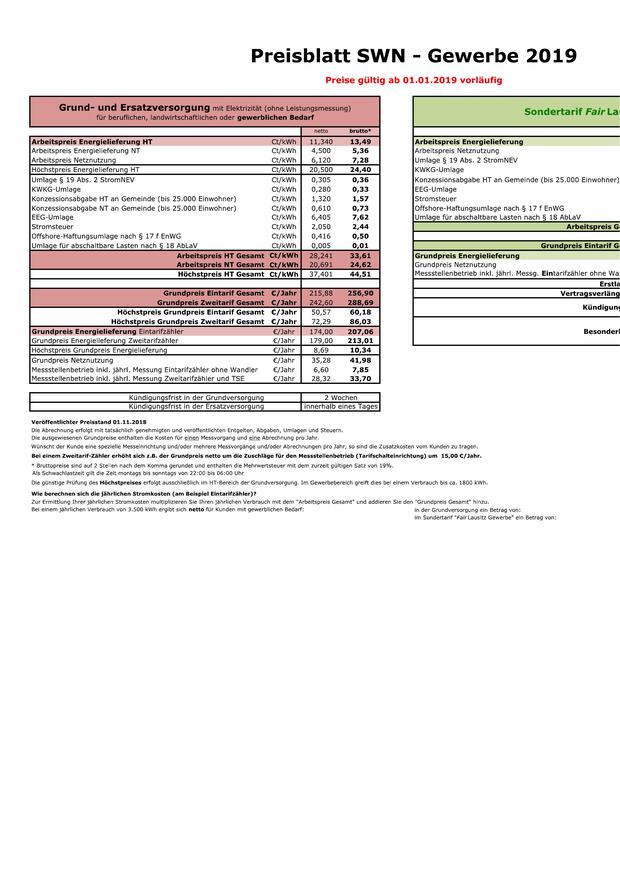 Preisblatt SWN - Gewerbe 2019
Preise gültig ab 01.01.2019 vorläufig
Grund- und Ersatzversorgung mit Elektrizität (ohne Leistungsmessung)
für beruflichen, landwirtschaftlichen oder gewerblichen Bedarf
netto brutto*
Arbeitspreis Energielieferung HT Ct/kWh 11,340 13,49
Arbeitspreis Energielieferung NT Ct/kWh 4,500 5,36
Arbeitspreis Netznutzung Ct/kWh 6,120 7,28
Höchstpreis Energielieferung HT Ct/kWh 20,500 24,40
Umlage § 19 Abs. 2 StromNEV Ct/kWh 0,305 0,36
KWKG-Umlage Ct/kWh 0,280 0,33
Konzessionsabgabe HT an Gemeinde (bis 25.000 Einwohner) Ct/kWh 1,320 1,57
Konzessionsabgabe NT an Gemeinde (bis 25.000 Einwohner) Ct/kWh 0,610 0,73
EEG-Umlage Ct/kWh 6,405 7,62
Stromsteuer Ct/kWh 2,050 2,44
Offshore-Haftungsumlage nach § 17 f EnWG Ct/kWh 0,416 0,50
Umlage für abschaltbare Lasten nach § 18 AbLaV Ct/kWh 0,005 0,01
Arbeitspreis HT Gesamt Ct/kWh 28,241 33,61
Arbeitspreis NT Gesamt Ct/kWh 20,691 24,62
Höchstpreis HT Gesamt Ct/kWh 37,401 44,51
Grundpreis Eintarif Gesamt €/Jahr 215,88 256,90
Grundpreis Zweitarif Gesamt €/Jahr 242,60 288,69
Höchstpreis Grundpreis Eintarif Gesamt €/Jahr 50,57 60,18
Höchstpreis Grundpreis Zweitarif Gesamt €/Jahr 72,29 86,03
Grundpreis Energielieferung Eintarifzähler €/Jahr 174,00 207,06
Grundpreis Energielieferung Zweitarifzähler €/Jahr 179,00 213,01
Höchstpreis Grundpreis Energielieferung €/Jahr 8,69 10,34
Grundpreis Netznutzung €/Jahr 35,28 41,98
Messstellenbetrieb inkl. jährl. Messung Eintarifzähler ohne Wandler €/Jahr 6,60 7,85
Messstellenbetrieb inkl. jährl. Messung Zweitarifzähler und TSE €/Jahr 28,32 33,70
Kündigungsfrist in der Grundversorgung 2 Wochen
Kündigungsfrist in der Ersatzversorgung innerhalb eines Tages
Sondertarif Fair La
Arbeitspreis Energielieferung
Arbeitspreis Netznutzung
Umlage § 19 Abs. 2 StromNEV
KWKG-Umlage
Konzessionsabgabe HT an Gemeinde (bis 25.000 Einwohner)
EEG-Umlage
Stromsteuer
Offshore-Haftungsumlage nach § 17 f EnWG
Umlage für abschaltbare Lasten nach § 18 AbLaV
Arbeitspreis G
Grundpreis Eintarif G
Grundpreis Energielieferung
Grundpreis Netznutzung
Messstellenbetrieb inkl. jährl. Messg. Eintarifzähler ohne Wa
Erstla
Vertragsverläng
Kündigun
Besonderl
Veröffentlichter Preisstand 01.11.2018
Die Abrechnung erfolgt mit tatsächlich genehmigten und veröffentlichten Entgelten, Abgaben, Umlagen und Steuern.
Die ausgewiesenen Grundpreise enthalten die Kosten für einen Messvorgang und eine Abrechnung pro Jahr.
Wünscht der Kunde eine spezielle Messeinrichtung und/oder mehrere Messvorgänge und/oder Abrechnungen pro Jahr, so sind die Zusatzkosten vom Kunden zu tragen.
Bei einem Zweitarif-Zähler erhöht sich z.B. der Grundpreis netto um die Zuschläge für den Messstellenbetrieb (Tarifschalteinrichtung) um 15,00 €/Jahr.
* Bruttopreise sind auf 2 Stellen nach dem Komma gerundet und enthalten die Mehrwertsteuer mit dem zurzeit gültigen Satz von 19%.
Als Schwachlastzeit gilt die Zeit montags bis sonntags von 22:00 bis 06:00 Uhr
Die günstige Prüfung des Höchstpreises erfolgt ausschließlich im HT-Bereich der Grundversorgung. Im Gewerbebereich greift dies bei einem Verbrauch bis ca. 1800 kWh.
Wie berechnen sich die jährlichen Stromkosten (am Beispiel Eintarifzähler)?
Zur Ermittlung Ihrer jährlichen Stromkosten multiplizieren Sie Ihren jährlichen Verbrauch mit dem "Arbeitspreis Gesamt" und addieren Sie den "Grundpreis Gesamt" hinzu.
Bei einem jährlichen Verbrauch von 3.500 kWh ergibt sich netto für Kunden mit gewerblichen Bedarf: in der Grundversorgung ein Betrag von:
im Sondertarif "Fair Lausitz Gewerbe" ein Betrag von: